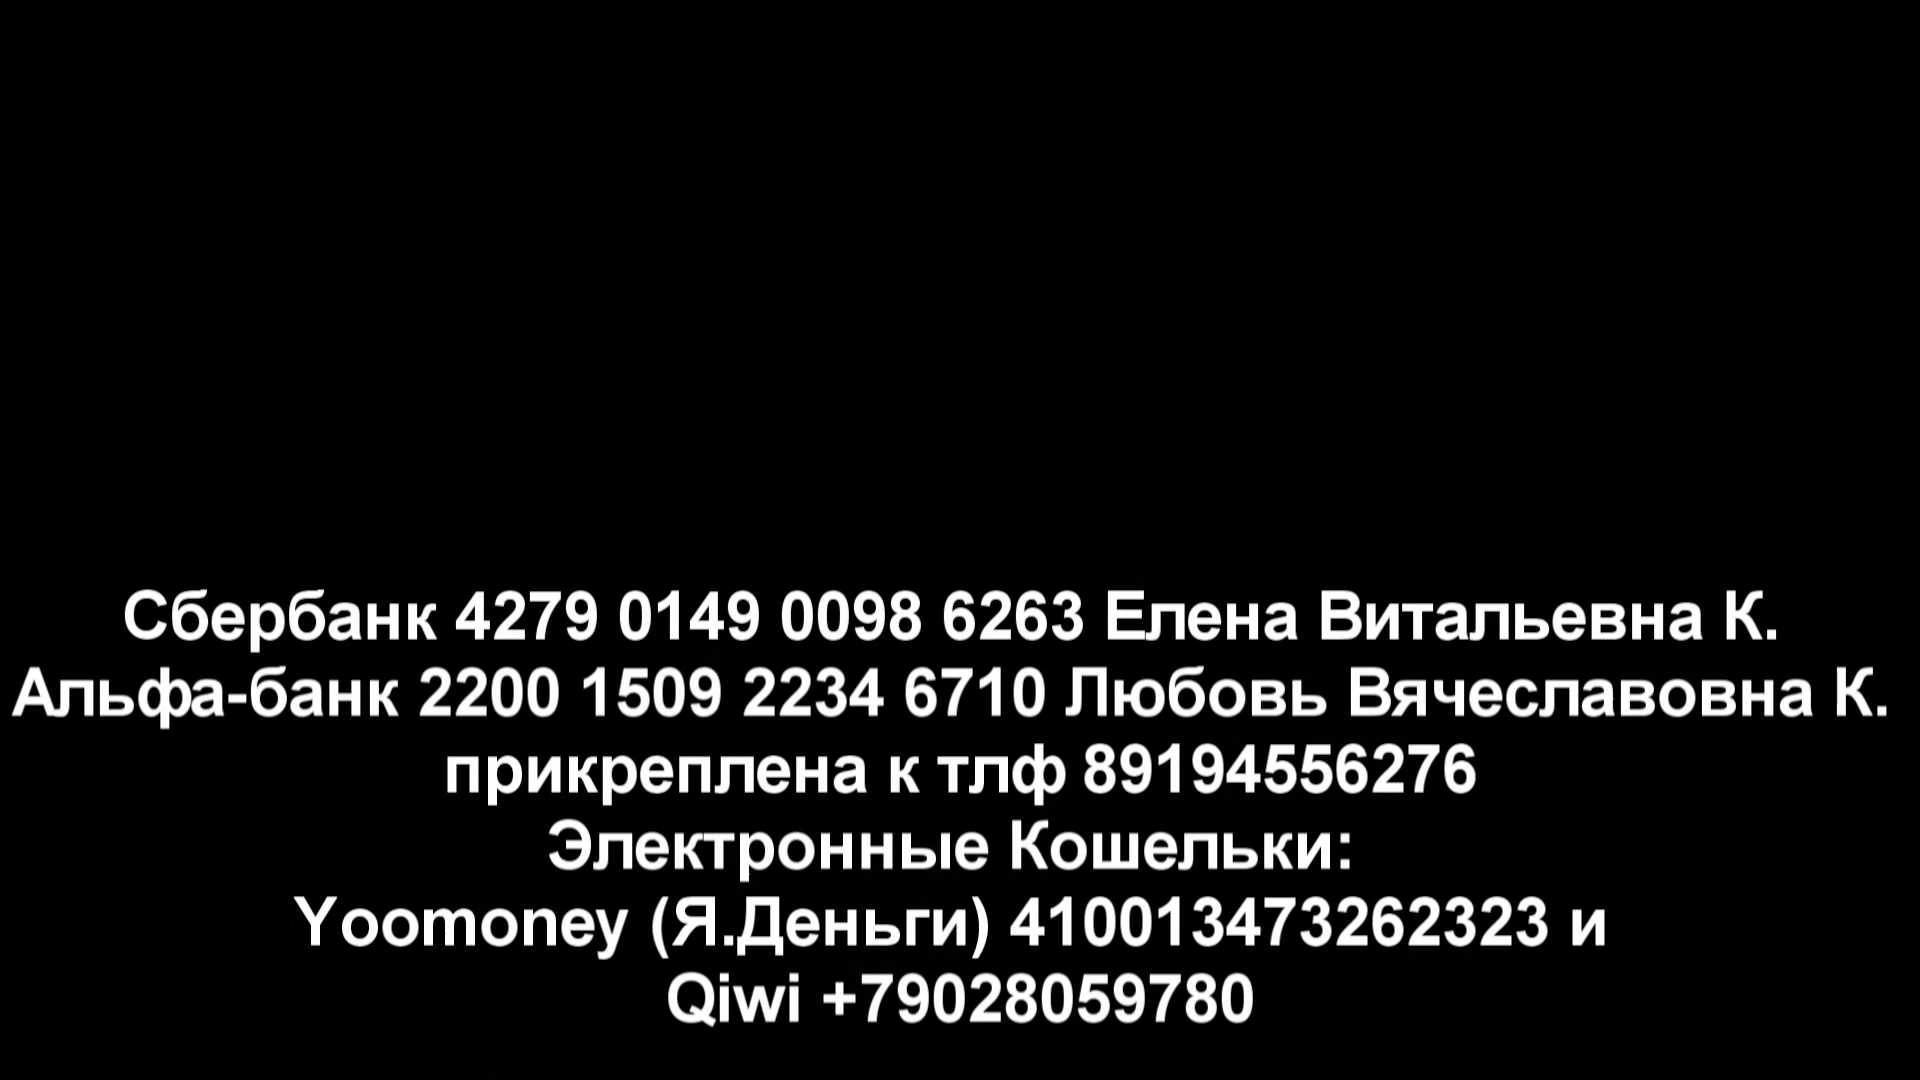 Сбербанк 4279 0149 0098 6263 Елена Витальевна К.
Альфа-банк 2200 1509 2234 6710 Любовь Вячеславовна К.
прикреплена к тлф 89194556276
Электронные Кошельки:
Yoomoney (Я.Деньги) 410013473262323 и
Qiwi +79028059780